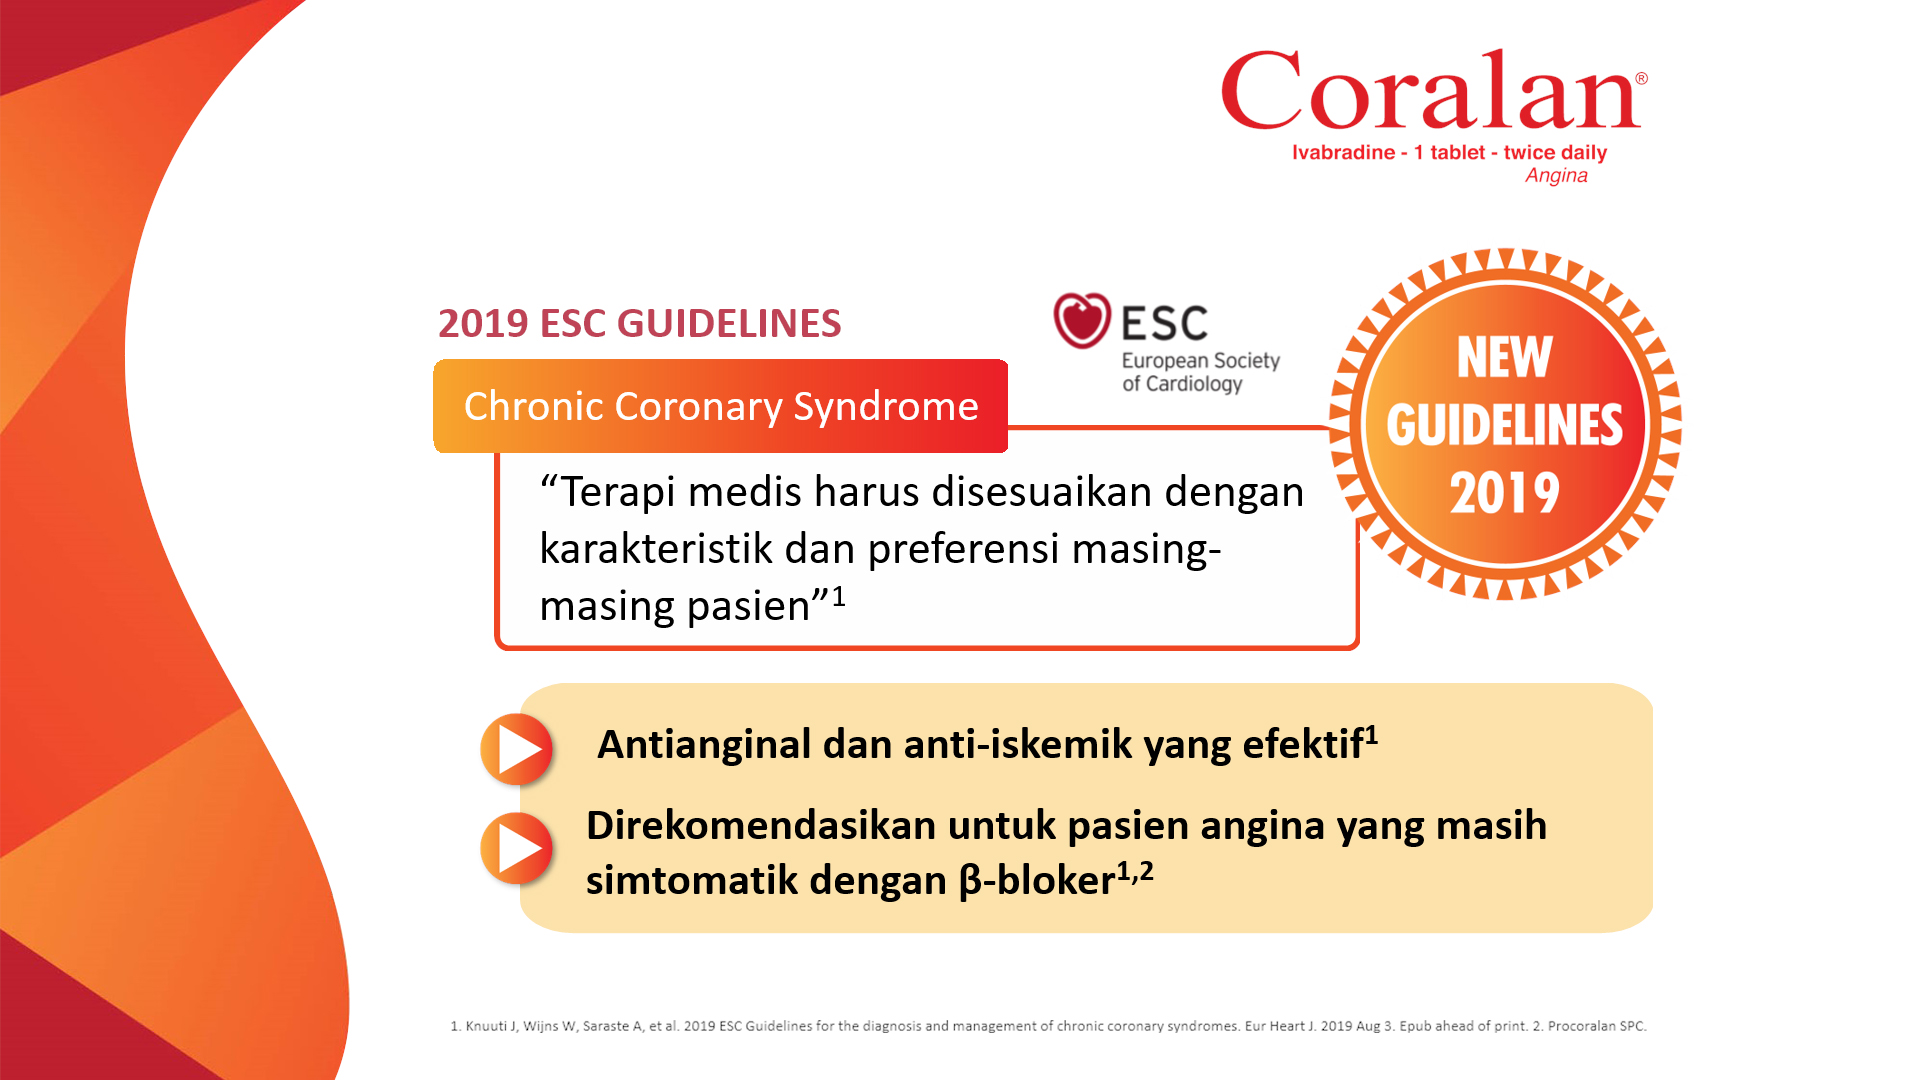 Coralan®
Ivabradine - 1 tablet - twice daily
Angina
2019 ESC GUIDELINES
ESC
European Society
of Cardiology
NEW
GUIDELINES
2019
Chronic Coronary Syndrome
“Terapi medis harus disesuaikan dengan
karakteristik dan preferensi masing-
masing pasien”1
Antianginal dan anti-iskemik yang efektif1
Direkomendasikan untuk pasien angina yang masih
simtomatik dengan β-bloker1,2
1. Knuuti J, Wijns W, Saraste A, et al. 2019 ESC Guidelines for the diagnosis and management of chronic coronary syndromes. Eur Heart J. 2019 Aug 3. Epub ahead of print. 2. Procoralan SPC.